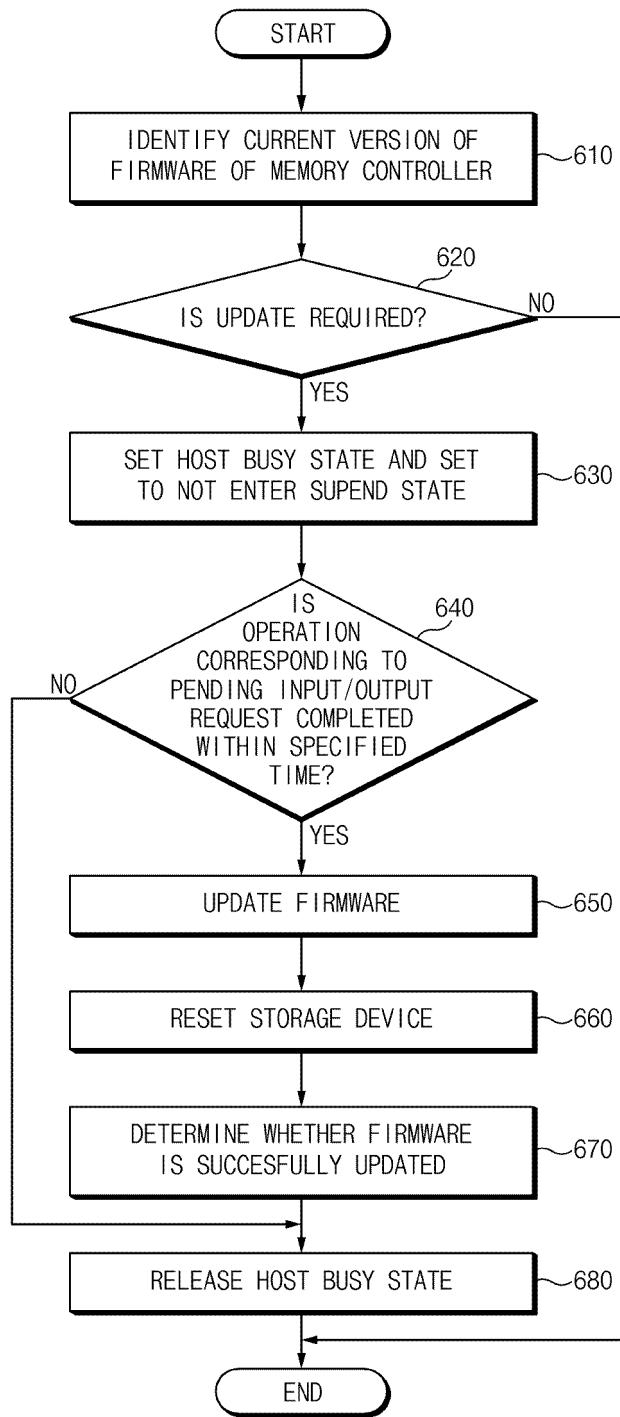 START
IDENTIFY CURRENT VERSION OF
FIRMWARE OF MEMORY CONTROLLER
610
620
IS UPDATE REQUIRED?
NO
YES
SET HOST BUSY STATE AND SET
TO NOT ENTER SUPEND STATE
630
640
IS
OPERATION
CORRESPONDING TO
PENDING INPUT/OUTPUT
REQUEST COMPLETED
WITHIN SPECIFIED
TIME?
NO
YES
UPDATE FIRMWARE
650
RESET STORAGE DEVICE
660
DETERMINE WHETHER FIRMWARE
IS SUCCESFULLY UPDATED
670
RELEASE HOST BUSY STATE
680
END